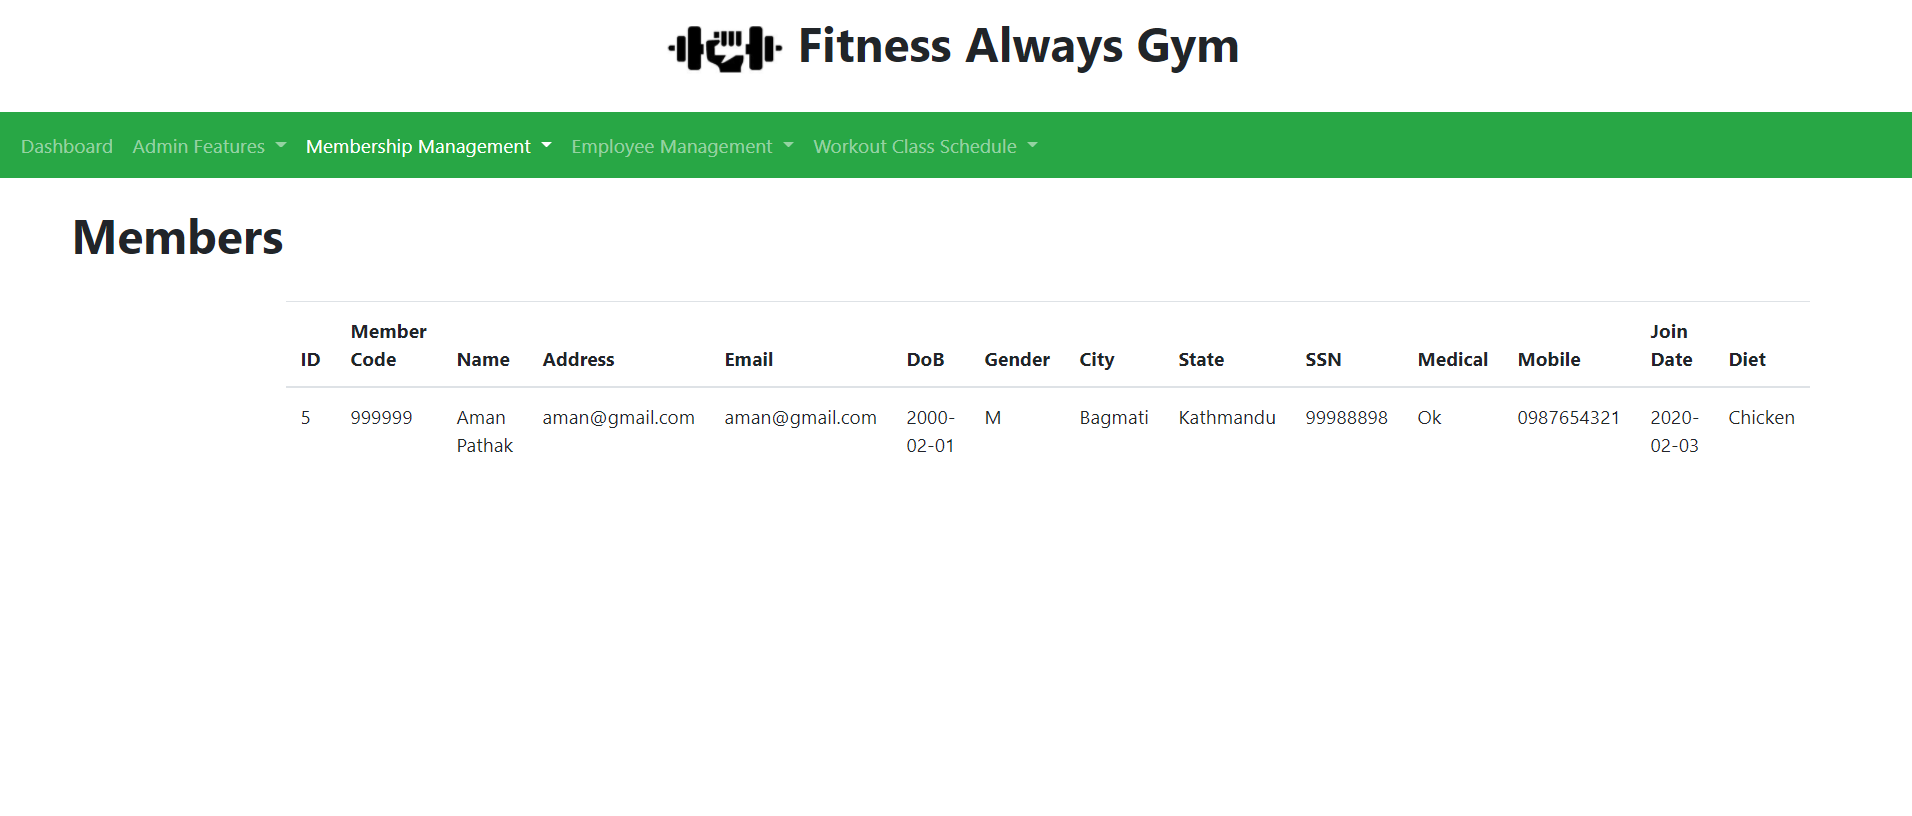 Fitness Always Gym
Dashboard Admin Features Membership Management Employee Management Workout Class Schedule
Members
ID Member Code Name Address Email DoB Gender City State SSN Medical Mobile Join Date Diet
5 999999 Aman Pathak aman@gmail.com aman@gmail.com 2000-02-01 M Bagmati Kathmandu 99988898 Ok 0987654321 2020-02-03 Chicken